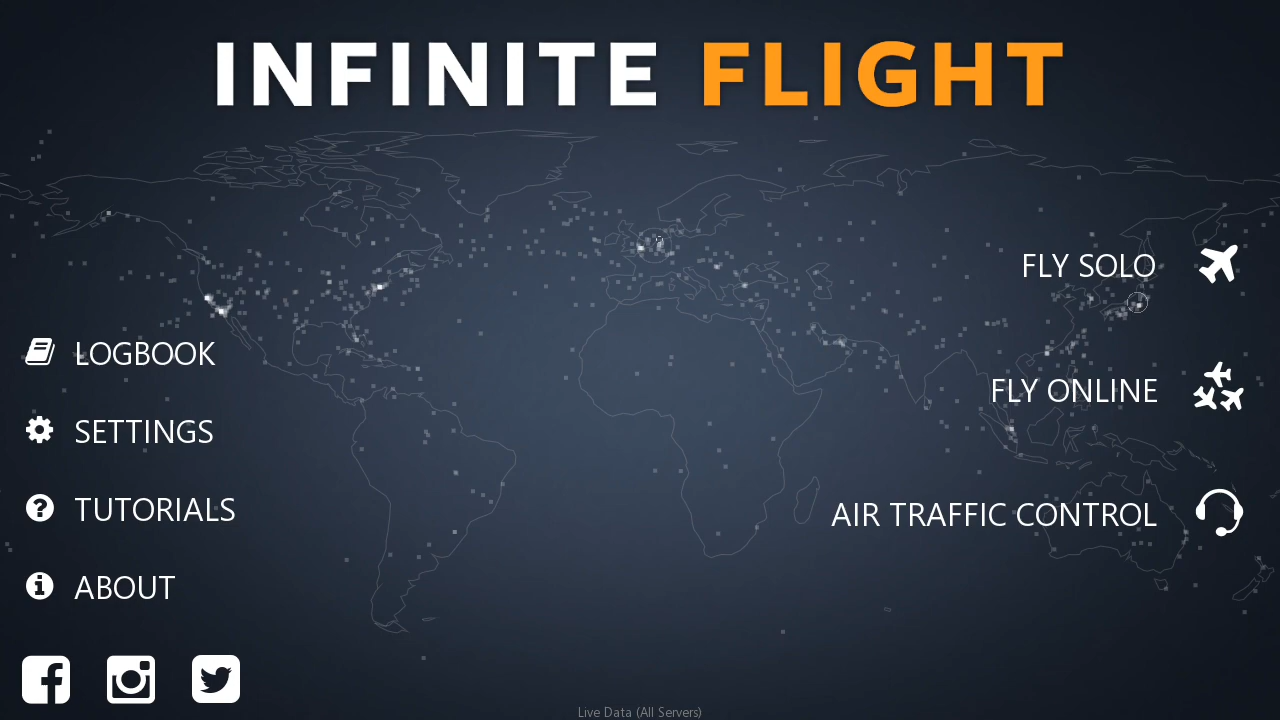 INFINITE FLIGHT
FLY SOLO
LOGBOOK
FLY ONLINE
SETTINGS
TUTORIALS
AIR TRAFFIC CONTROL
ABOUT
Live Data (All Servers)